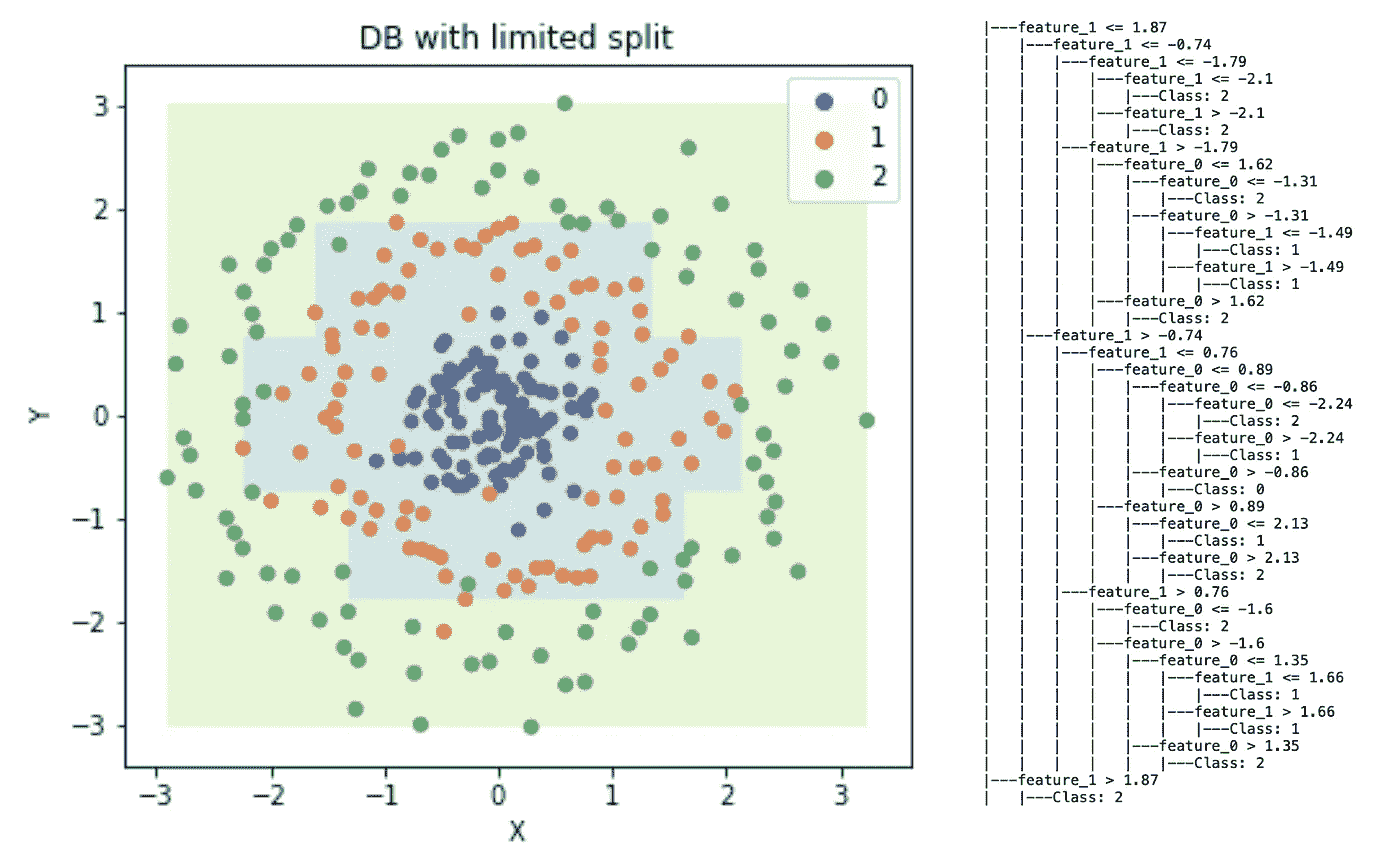 DB with limited split
3
2
1
0
−1
−2
−3
Y
−3
−2
−1
0
1
2
3
X
0
1
2
|---feature_1 <= 1.87
|   |---feature_1 <= -0.74
|   |   |---feature_1 <= -1.79
|   |   |   |---feature_1 <= -2.1
|   |   |   |   |---Class: 2
|   |   |   |---feature_1 > -2.1
|   |   |   |   |---Class: 2
|   |   |---feature_1 > -1.79
|   |   |   |---feature_0 <= 1.62
|   |   |   |   |---feature_0 <= -1.31
|   |   |   |   |---Class: 2
|   |   |   |   |---feature_0 > -1.31
|   |   |   |   |   |---feature_1 <= -1.49
|   |   |   |   |   |   |---Class: 1
|   |   |   |   |   |---feature_1 > -1.49
|   |   |   |   |   |   |---Class: 1
|   |   |   |---feature_0 > 1.62
|   |   |   |   |---Class: 2
|   |---feature_1 > -0.74
|   |   |---feature_1 <= 0.76
|   |   |   |---feature_0 <= 0.89
|   |   |   |   |---feature_0 <= -0.86
|   |   |   |   |   |---feature_0 <= -2.24
|   |   |   |   |   |---Class: 2
|   |   |   |   |   |---feature_0 > -2.24
|   |   |   |   |   |   |---Class: 1
|   |   |   |   |---feature_0 > -0.86
|   |   |   |   |   |---Class: 0
|   |   |   |---feature_0 > 0.89
|   |   |   |   |---feature_0 <= 2.13
|   |   |   |   |   |---Class: 1
|   |   |   |   |---feature_0 > 2.13
|   |   |   |   |   |---Class: 2
|   |   |---feature_1 > 0.76
|   |   |   |---feature_0 <= -1.6
|   |   |   |   |---Class: 2
|   |   |   |---feature_0 > -1.6
|   |   |   |   |---feature_0 <= 1.35
|   |   |   |   |   |---feature_1 <= 1.66
|   |   |   |   |   |   |---Class: 1
|   |   |   |   |   |---feature_1 > 1.66
|   |   |   |   |   |   |---Class: 1
|   |   |   |   |---feature_0 > 1.35
|   |   |   |   |   |---Class: 2
|---feature_1 > 1.87
|   |---Class: 2